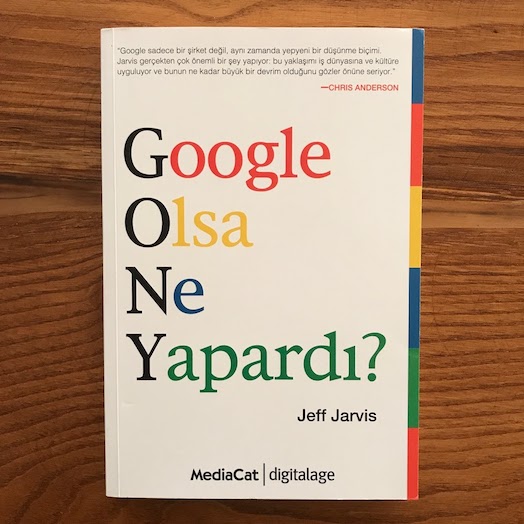 "Google sadece bir şirket değil, aynı zamanda yepyeni bir düşünme biçimi.
Jarvis gerçekten çok önemli bir şey yapıyor: bu yaklaşımı iş dünyasına ve kültüre
uyguluyor ve bunun ne kadar büyük bir devrim olduğunu gözler önüne seriyor."
—CHRIS ANDERSON
Google
Olsa
Ne
Yapardı?
Jeff Jarvis
MediaCat | digitalage